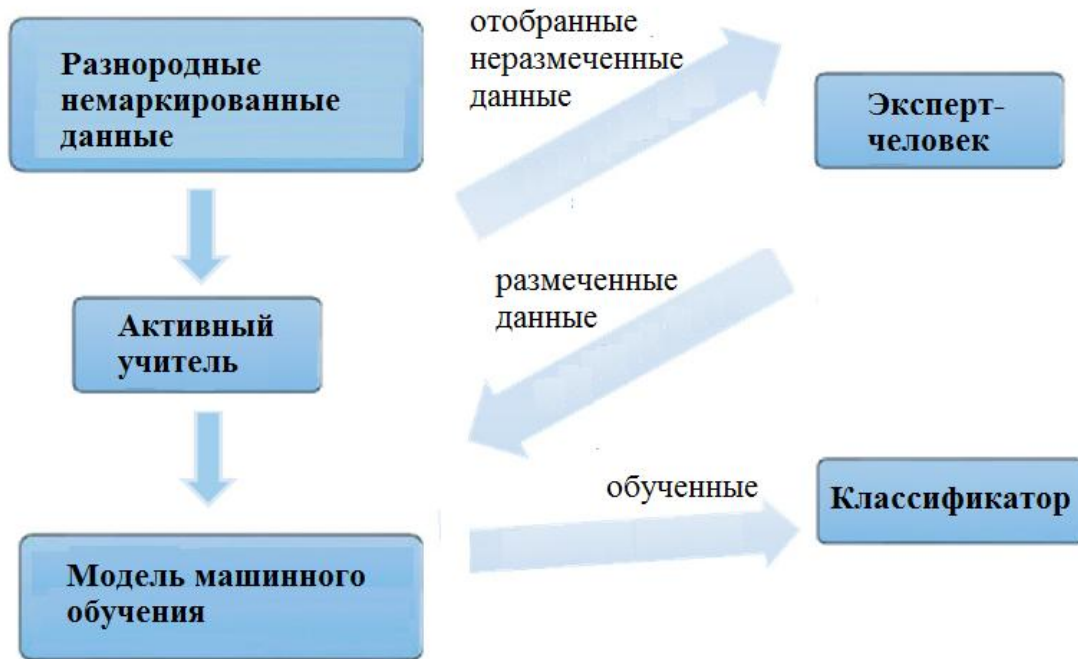 отобранные
неразмеченные
данные
Разнородные
немаркированные
данные
Эксперт-
человек
размеченные
данные
Активный
учитель
обученные
Классификатор
Модель машинного
обучения